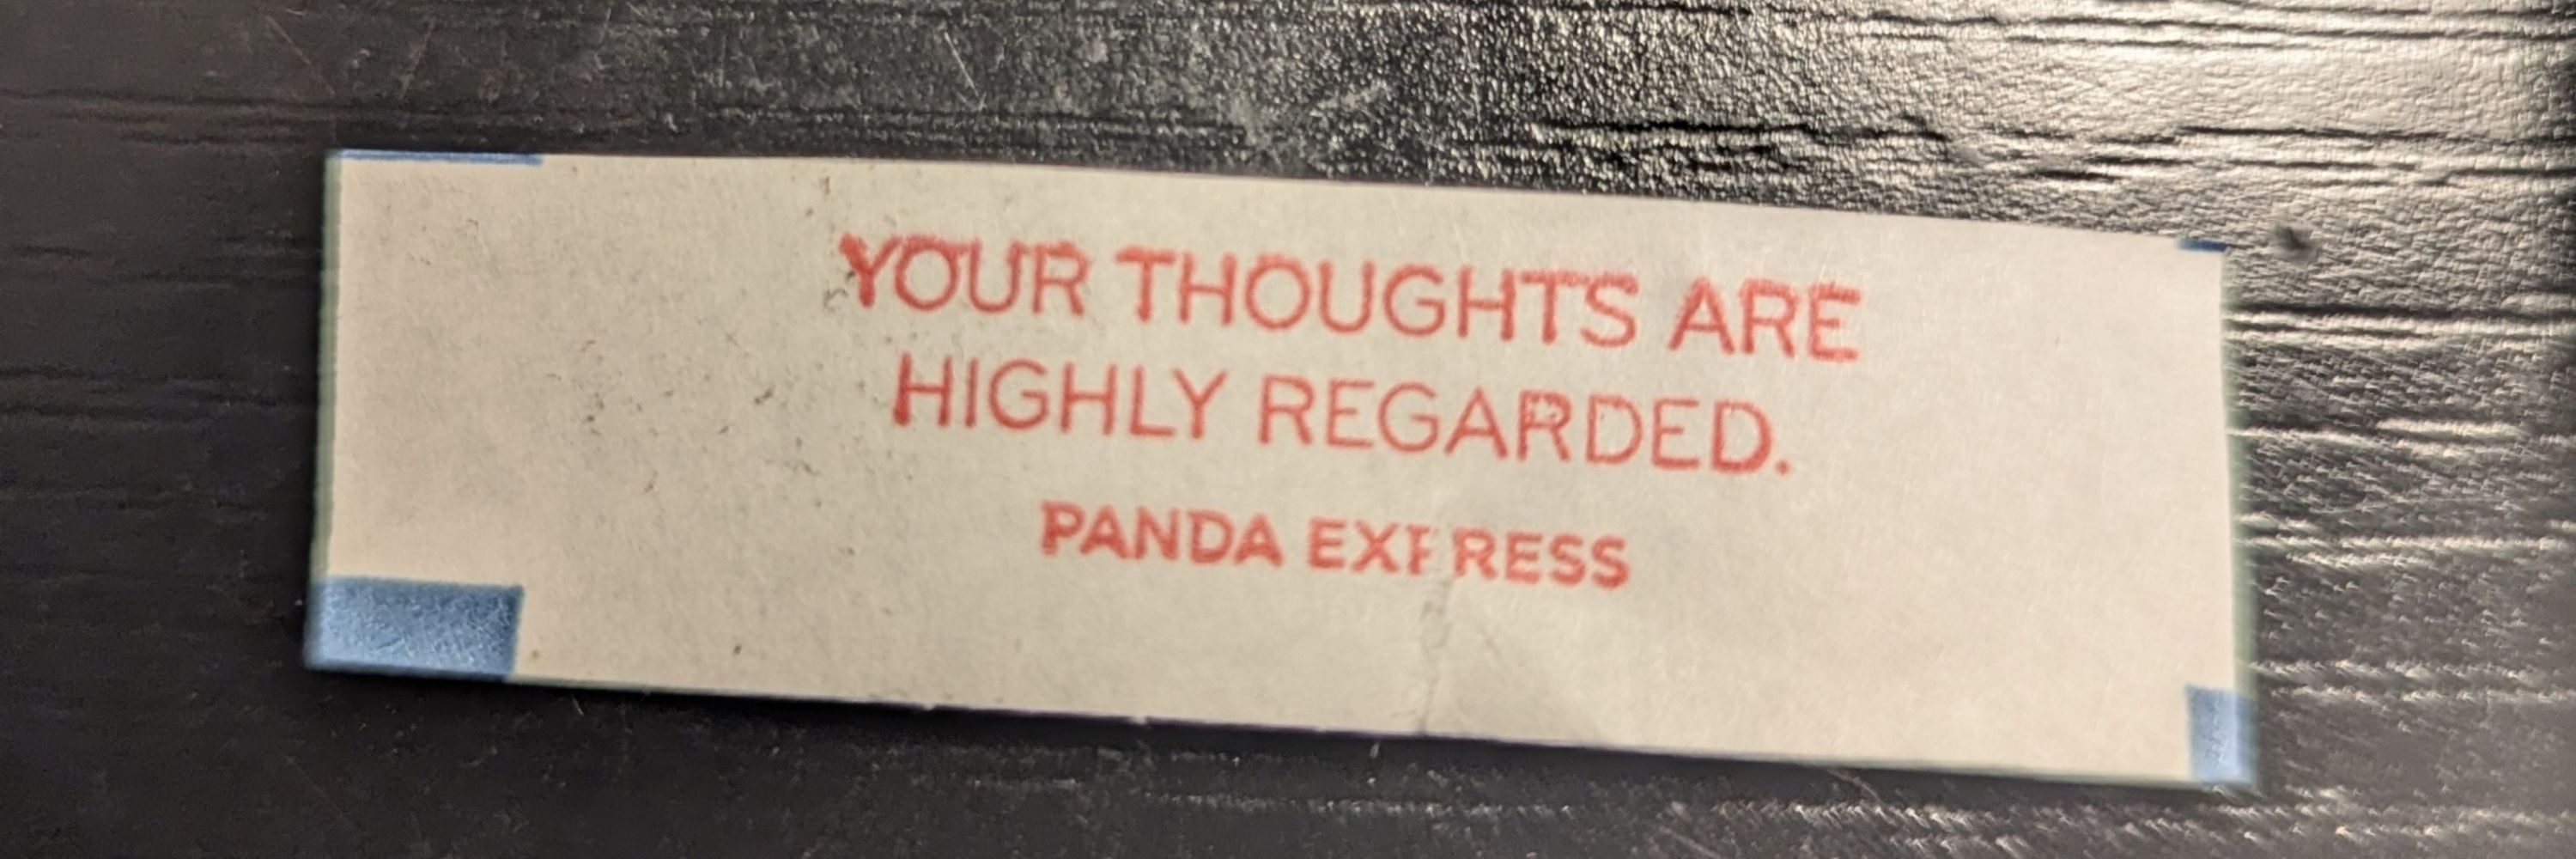 YOUR THOUGHTS ARE
HIGHLY REGARDED.
PANDA EXPRESS